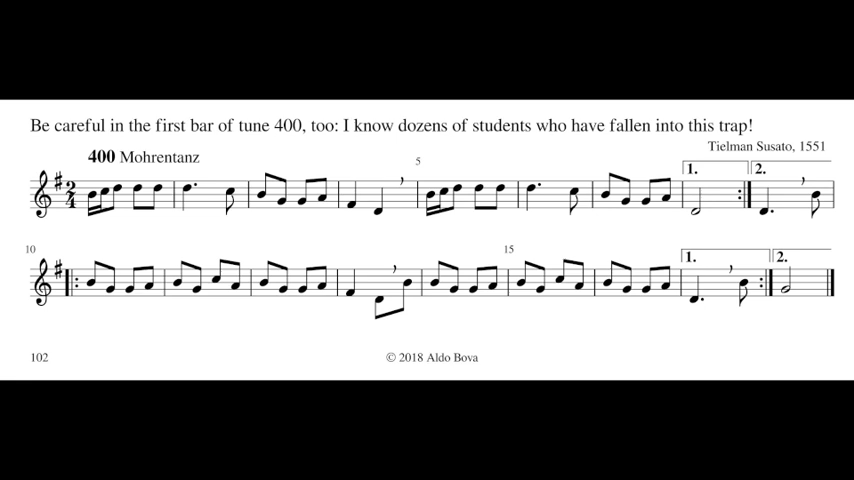 Be careful in the first bar of tune 400, too: I know dozens of students who have fallen into this trap!
Tielman Susato, 1551
400 Mohrentanz
5
1.
2.
2
4
10
15
1.
2.
102
© 2018 Aldo Bova